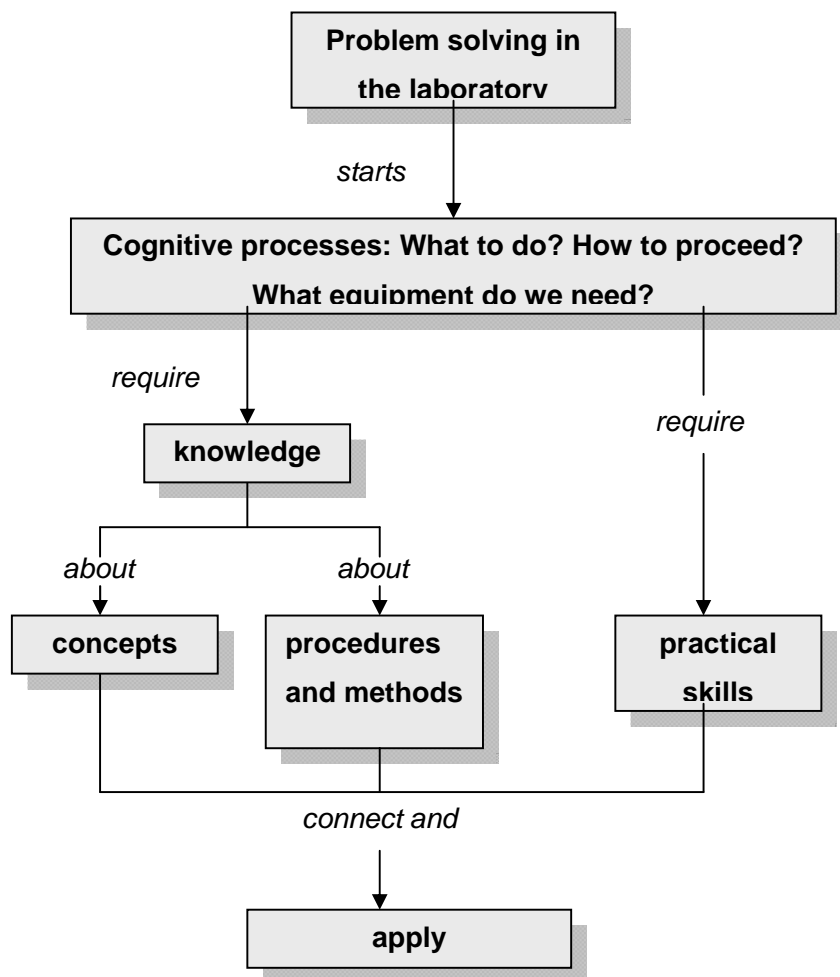 Problem solving in
the laboratory
starts
Cognitive processes: What to do? How to proceed?
What equipment do we need?
require
require
knowledge
about
about
concepts
procedures
and methods
practical
skills
connect and
apply